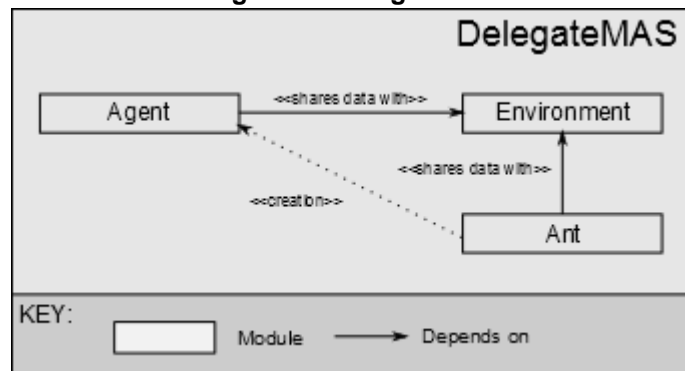 DelegateMAS
<<shares data with>>
Agent
Environment
<<shares data with>>
<<creation>>
Ant
KEY:
Module
Depends on